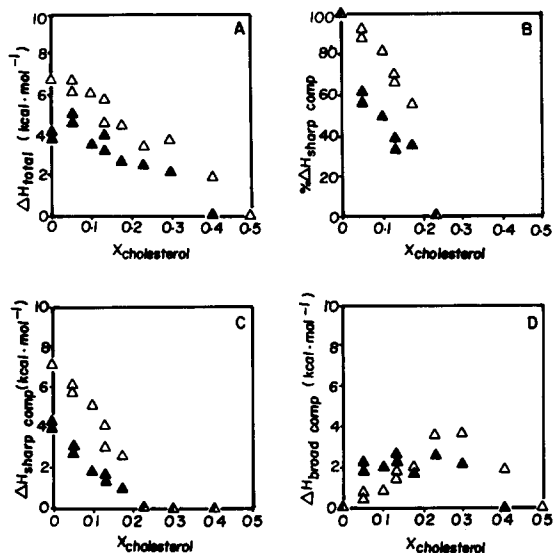 A
ΔH total (kcal · mol⁻¹)
10
8
6
4
2
0
0 0·1 0·2 0·3 0·4 0·5
Xcholesterol
B
%ΔH sharp comp
100
80
60
40
20
0
0 0·1 0·2 0·3 0·4 0·5
Xcholesterol
C
ΔH sharp comp (kcal·mol⁻¹)
10
8
6
4
2
0
0 0·1 0·2 0·3 0·4 0·5
Xcholesterol
D
ΔH broad comp (kcal·mol⁻¹)
10
8
6
4
2
0
0 0·1 0·2 0·3 0·4 0·5
Xcholesterol